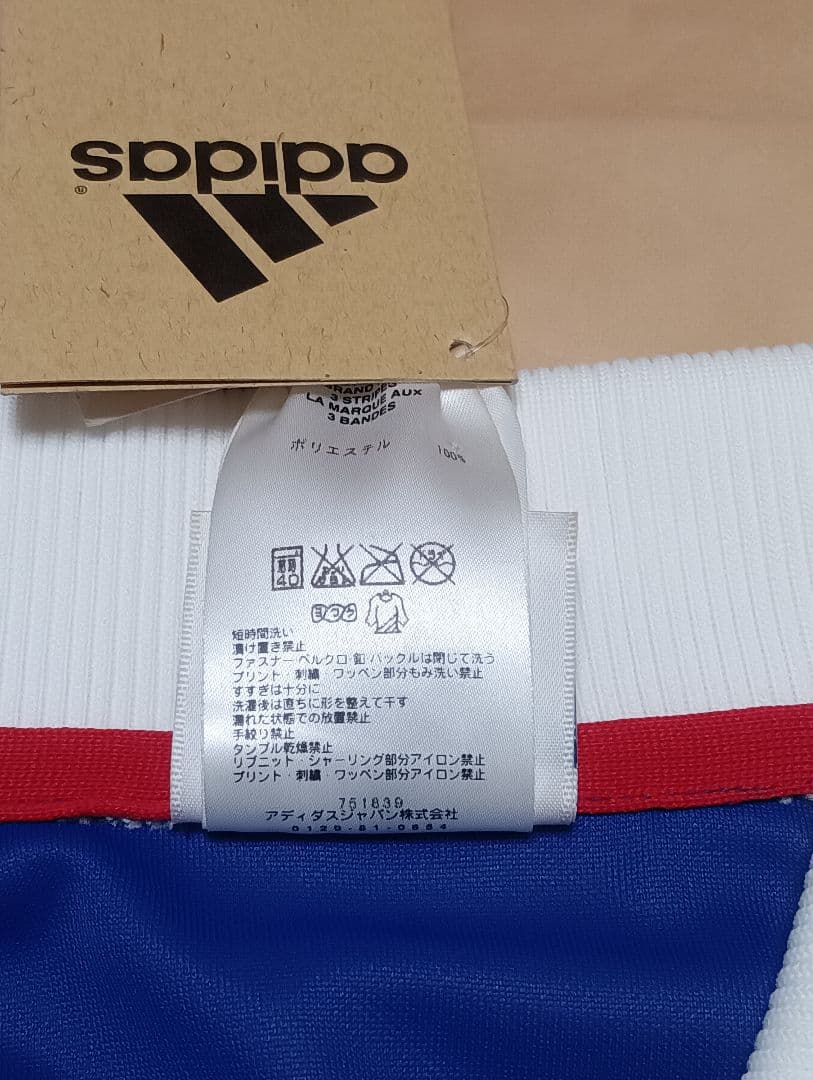 adidas
®
BRAND
3 STRIPES
LA MARQUE AUX
3 BANDES
ポリエステル 100%
40
ヨワク
短時間洗い
漬け置き禁止
ファスナー・ベルクロ・釦・バックルは閉じて洗う
プリント・刺繍・ワッペン部分もみ洗い禁止
すすぎは十分に
洗濯後は直ちに形を整えて干す
濡れた状態での放置禁止
手絞り禁止
タンブル乾燥禁止
リブニット・シャーリング部分アイロン禁止
プリント・刺繍・ワッペン部分アイロン禁止
751839
アディダスジャパン株式会社
0120-81-0654